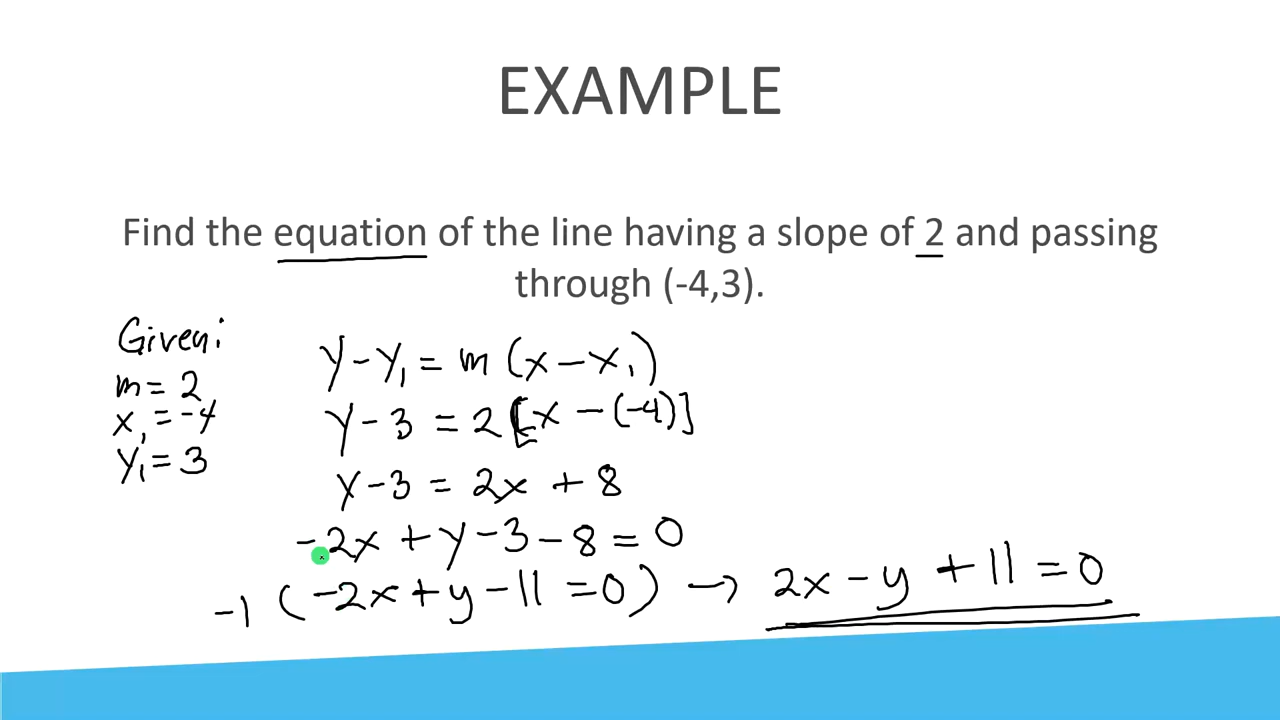 EXAMPLE
Find the equation of the line having a slope of 2 and passing
through (-4,3).
Given:
m = 2
x₁ = -4
y₁ = 3
y - y₁ = m (x - x₁)
y - 3 = 2 [x - (-4)]
y - 3 = 2x + 8
-2x + y - 3 - 8 = 0
-1 (-2x + y - 11 = 0) → 2x - y + 11 = 0